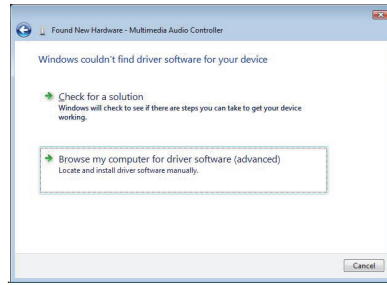 Found New Hardware - Multimedia Audio Controller
Windows couldn't find driver software for your device
Check for a solution
Windows will check to see if there are steps you can take to get your device
working.
Browse my computer for driver software (advanced)
Locate and install driver software manually.
Cancel